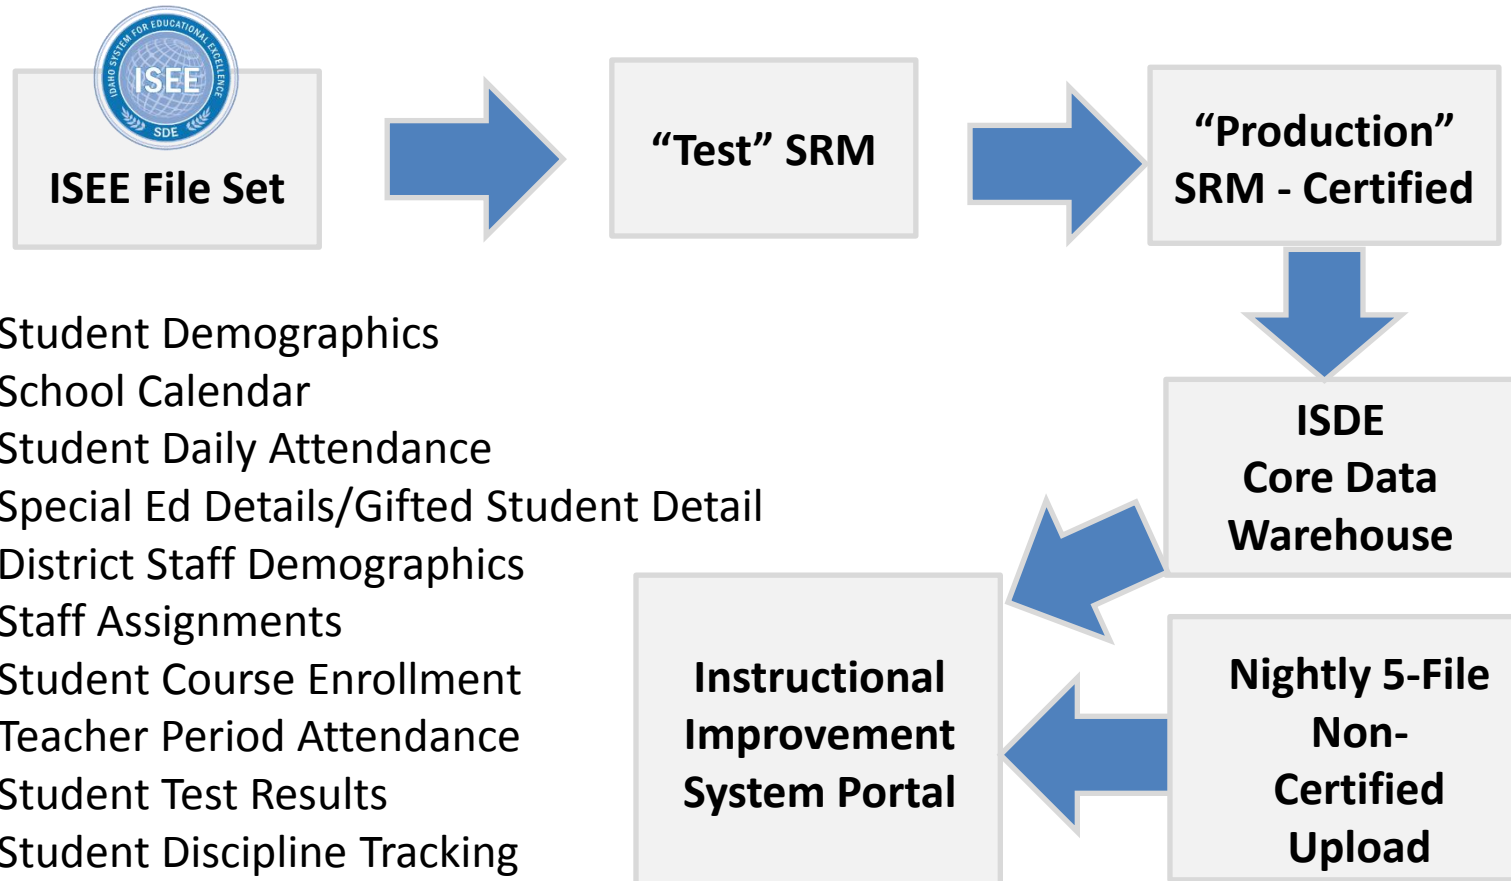 IDAHO SYSTEM FOR EDUCATIONAL EXCELLENCE
ISEE
SDE
ISEE File Set
“Test” SRM
“Production”
SRM - Certified
ISDE
Core Data
Warehouse
Nightly 5-File
Non-
Certified
Upload
Instructional
Improvement
System Portal
Student Demographics
School Calendar
Student Daily Attendance
Special Ed Details/Gifted Student Detail
District Staff Demographics
Staff Assignments
Student Course Enrollment
Teacher Period Attendance
Student Test Results
Student Discipline Tracking